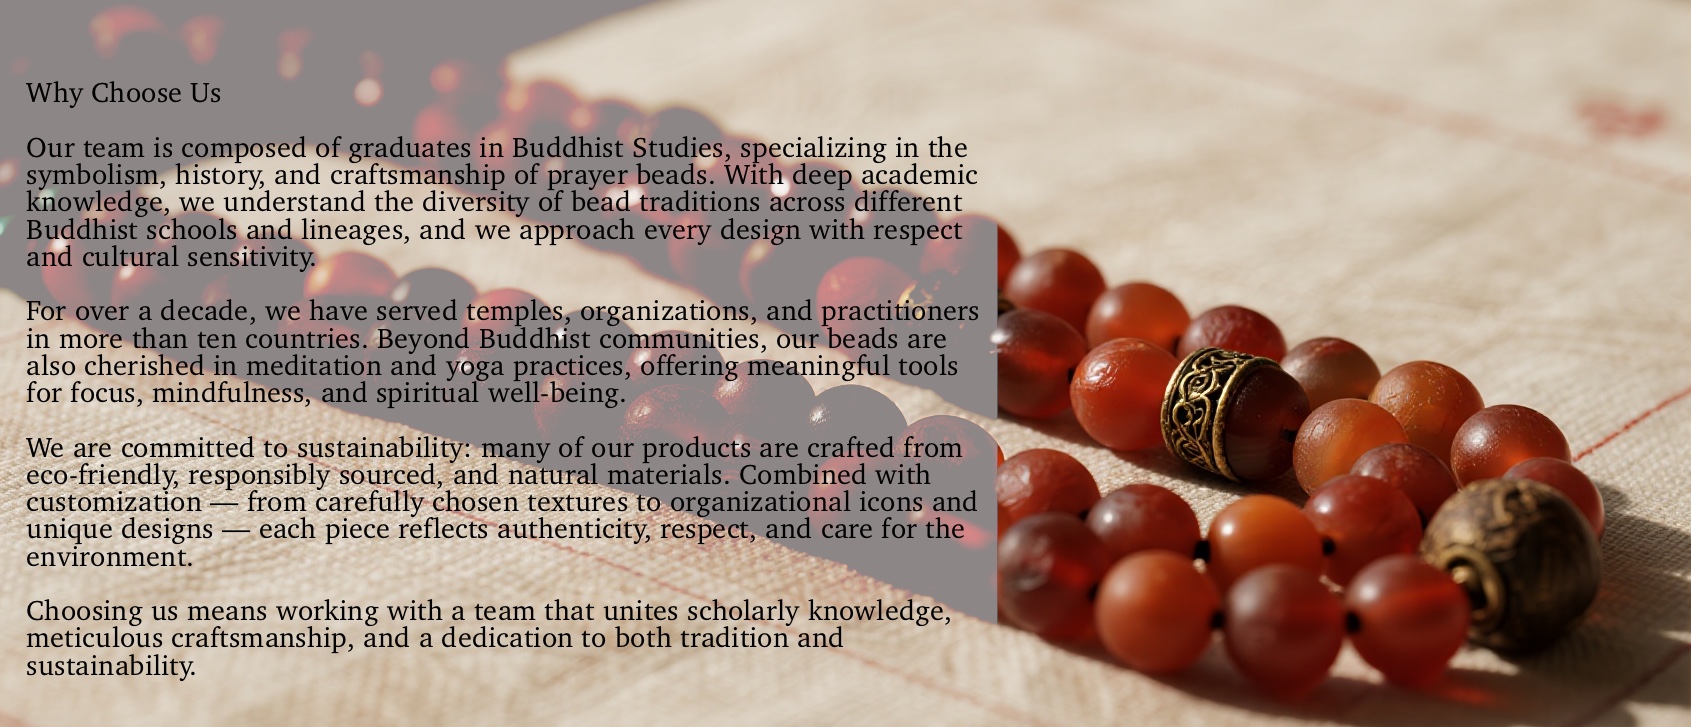 Why Choose Us
Our team is composed of graduates in Buddhist Studies, specializing in the
symbolism, history, and craftsmanship of prayer beads. With deep academic
knowledge, we understand the diversity of bead traditions across different
Buddhist schools and lineages, and we approach every design with respect
and cultural sensitivity.
For over a decade, we have served temples, organizations, and practitioners
in more than ten countries. Beyond Buddhist communities, our beads are
also cherished in meditation and yoga practices, offering meaningful tools
for focus, mindfulness, and spiritual well-being.
We are committed to sustainability: many of our products are crafted from
eco-friendly, responsibly sourced, and natural materials. Combined with
customization — from carefully chosen textures to organizational icons and
unique designs — each piece reflects authenticity, respect, and care for the
environment.
Choosing us means working with a team that unites scholarly knowledge,
meticulous craftsmanship, and a dedication to both tradition and
sustainability.